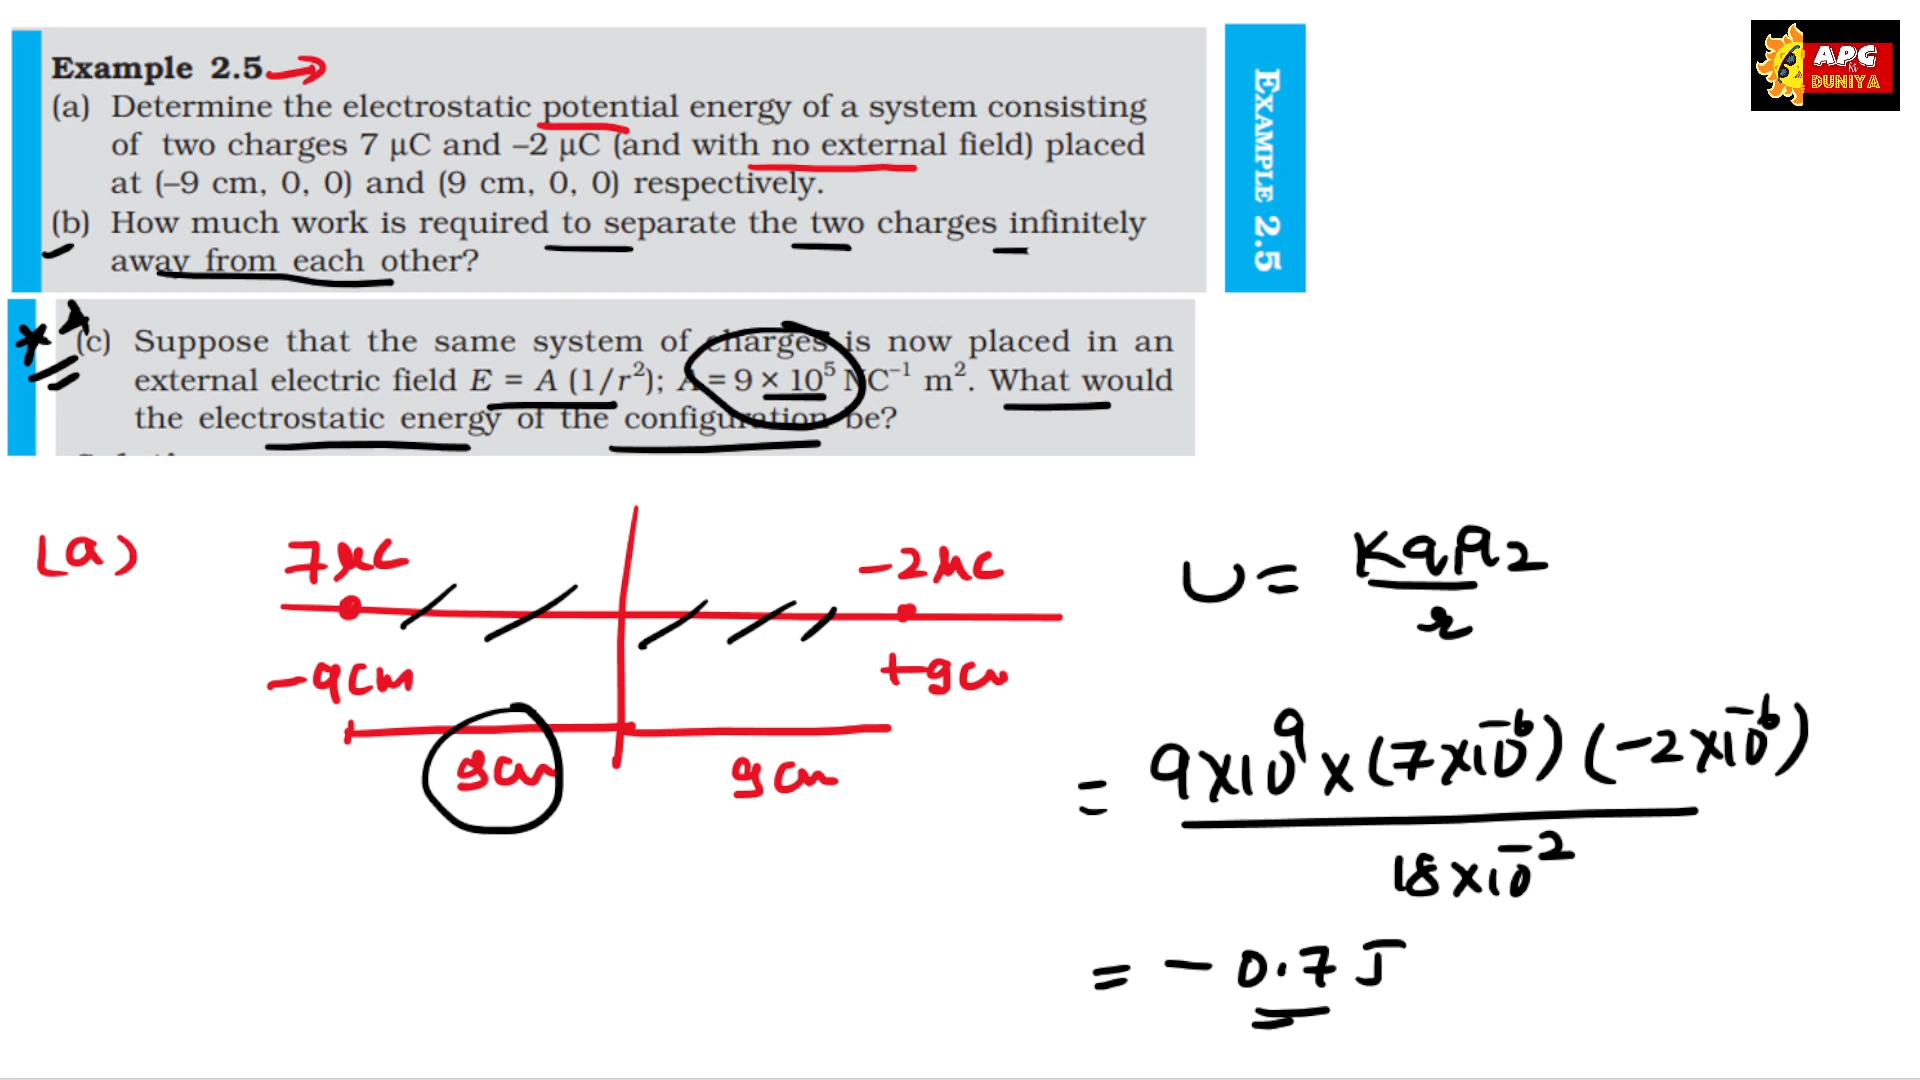 Example 2.5
(a) Determine the electrostatic potential energy of a system consisting
of two charges 7 μC and –2 μC (and with no external field) placed
at (–9 cm, 0, 0) and (9 cm, 0, 0) respectively.
(b) How much work is required to separate the two charges infinitely
away from each other?
EXAMPLE 2.5
APG
Ki
DUNIYA
(c) Suppose that the same system of charges is now placed in an
external electric field E = A (1/r²); A = 9 × 10⁵ NC⁻¹ m². What would
the electrostatic energy of the configuration be?
(a)
7μC
-2μC
-9cm
+9cm
9cm
9cm
U = Kq₁q₂
r
= 9×10⁹×(7×10⁻⁶)(-2×10⁻⁶)
18×10⁻²
= -0.7 J